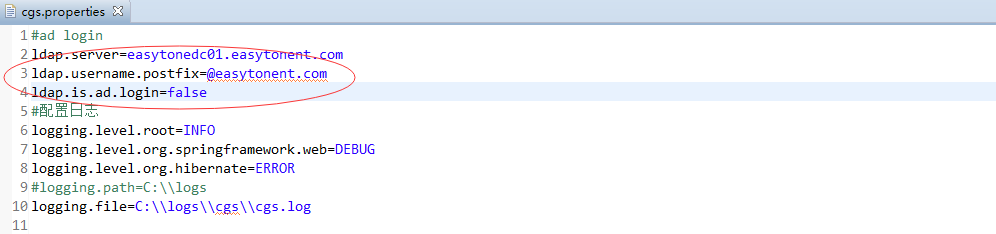 cgs.properties
1 #ad login
2 ldap.server=easytonedc01.easytonent.com
3 ldap.username.postfix=@easytonent.com
4 ldap.is.ad.login=false
5 #配置日志
6 logging.level.root=INFO
7 logging.level.org.springframework.web=DEBUG
8 logging.level.org.hibernate=ERROR
9 #logging.path=C:\\logs
10 logging.file=C:\\logs\\cgs\\cgs.log
11